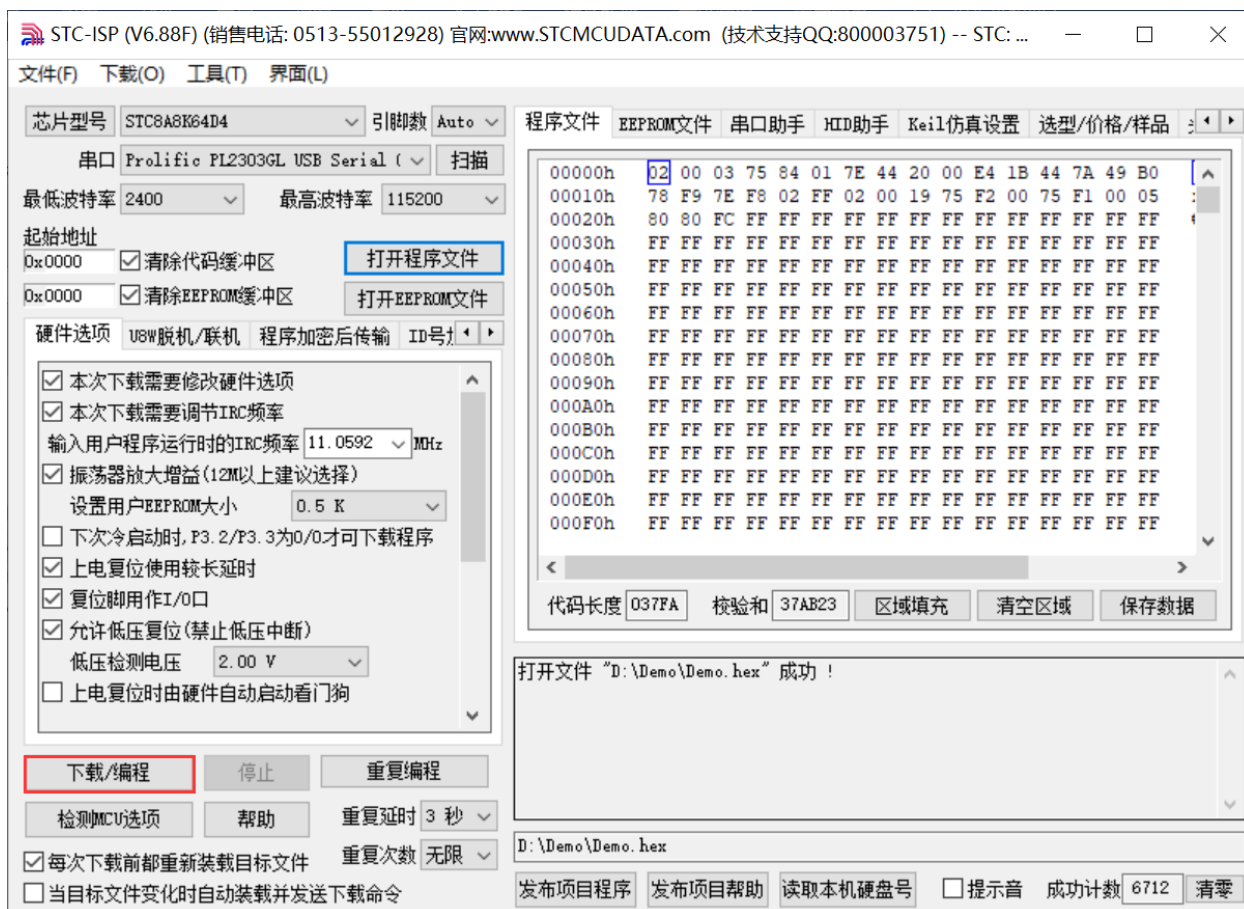 STC-ISP (V6.88F) (销售电话: 0513-55012928) 官网:www.STCMCUDATA.com (技术支持QQ:800003751) -- STC: ...
文件(F) 下载(O) 工具(T) 界面(L)
芯片型号 STC8A8K64D4 引脚数 Auto
串口 Prolific PL2303GL USB Serial ( 扫描
最低波特率 2400 最高波特率 115200
起始地址
0x0000 清除代码缓冲区 打开程序文件
0x0000 清除EEPROM缓冲区 打开EEPROM文件
硬件选项 U8W脱机/联机 程序加密后传输 ID号
本次下载需要修改硬件选项
本次下载需要调节IRC频率
输入用户程序运行时的IRC频率 11.0592 MHz
振荡器放大增益(12M以上建议选择)
设置用户EEPROM大小 0.5 K
下次冷启动时,P3.2/P3.3为0/0才可下载程序
上电复位使用较长延时
复位脚用作I/O口
允许低压复位(禁止低压中断)
低压检测电压 2.00 V
上电复位时由硬件自动启动看门狗
下载/编程 停止 重复编程
检测MCU选项 帮助 重复延时 3 秒
每次下载前都重新装载目标文件 重复次数 无限
当目标文件变化时自动装载并发送下载命令
程序文件 EEPROM文件 串口助手 HID助手 Keil仿真设置 选型/价格/样品
00000h 02 00 03 75 84 01 7E 44 20 00 E4 1B 44 7A 49 B0
00010h 78 F9 7E F8 02 FF 02 00 19 75 F2 00 75 F1 00 05
00020h 80 80 FC FF FF FF FF FF FF FF FF FF FF FF FF FF
00030h FF FF FF FF FF FF FF FF FF FF FF FF FF FF FF FF
00040h FF FF FF FF FF FF FF FF FF FF FF FF FF FF FF FF
00050h FF FF FF FF FF FF FF FF FF FF FF FF FF FF FF FF
00060h FF FF FF FF FF FF FF FF FF FF FF FF FF FF FF FF
00070h FF FF FF FF FF FF FF FF FF FF FF FF FF FF FF FF
00080h FF FF FF FF FF FF FF FF FF FF FF FF FF FF FF FF
00090h FF FF FF FF FF FF FF FF FF FF FF FF FF FF FF FF
000A0h FF FF FF FF FF FF FF FF FF FF FF FF FF FF FF FF
000B0h FF FF FF FF FF FF FF FF FF FF FF FF FF FF FF FF
000C0h FF FF FF FF FF FF FF FF FF FF FF FF FF FF FF FF
000D0h FF FF FF FF FF FF FF FF FF FF FF FF FF FF FF FF
000E0h FF FF FF FF FF FF FF FF FF FF FF FF FF FF FF FF
000F0h FF FF FF FF FF FF FF FF FF FF FF FF FF FF FF FF
代码长度 037FA 校验和 37AB23 区域填充 清空区域 保存数据
打开文件 "D:\Demo\Demo.hex" 成功 !
D:\Demo\Demo.hex
发布项目程序 发布项目帮助 读取本机硬盘号 提示音 成功计数 6712 清零